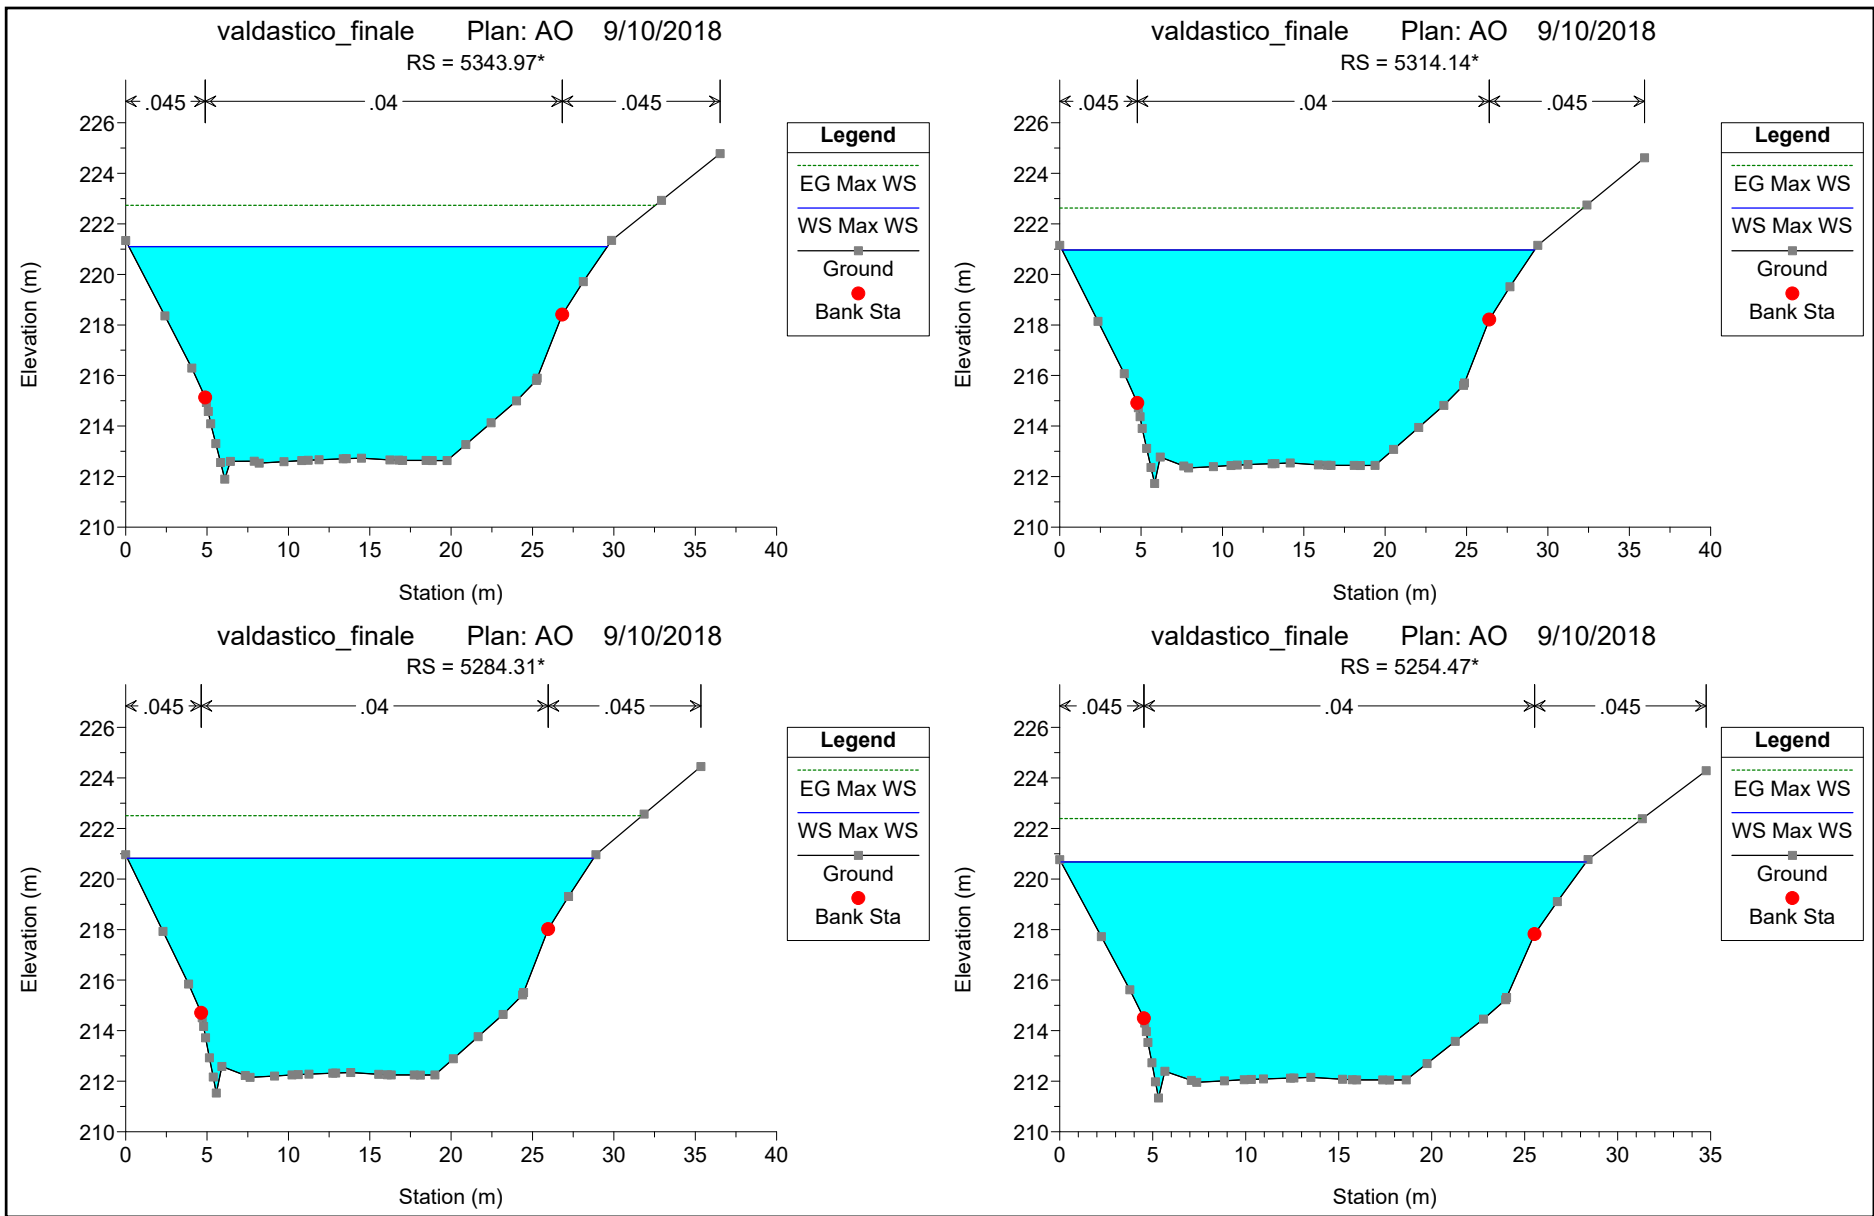 valdastico_finale Plan: AO 9/10/2018
RS = 5343.97*
.045 .04 .045
226
224
222
220
218
216
214
212
210
0 5 10 15 20 25 30 35 40
Station (m)
Elevation (m)
Legend
EG Max WS
WS Max WS
Ground
Bank Sta
valdastico_finale Plan: AO 9/10/2018
RS = 5314.14*
.045 .04 .045
226
224
222
220
218
216
214
212
210
0 5 10 15 20 25 30 35 40
Station (m)
Elevation (m)
Legend
EG Max WS
WS Max WS
Ground
Bank Sta
valdastico_finale Plan: AO 9/10/2018
RS = 5284.31*
.045 .04 .045
226
224
222
220
218
216
214
212
210
0 5 10 15 20 25 30 35 40
Station (m)
Elevation (m)
Legend
EG Max WS
WS Max WS
Ground
Bank Sta
valdastico_finale Plan: AO 9/10/2018
RS = 5254.47*
.045 .04 .045
226
224
222
220
218
216
214
212
210
0 5 10 15 20 25 30 35
Station (m)
Elevation (m)
Legend
EG Max WS
WS Max WS
Ground
Bank Sta